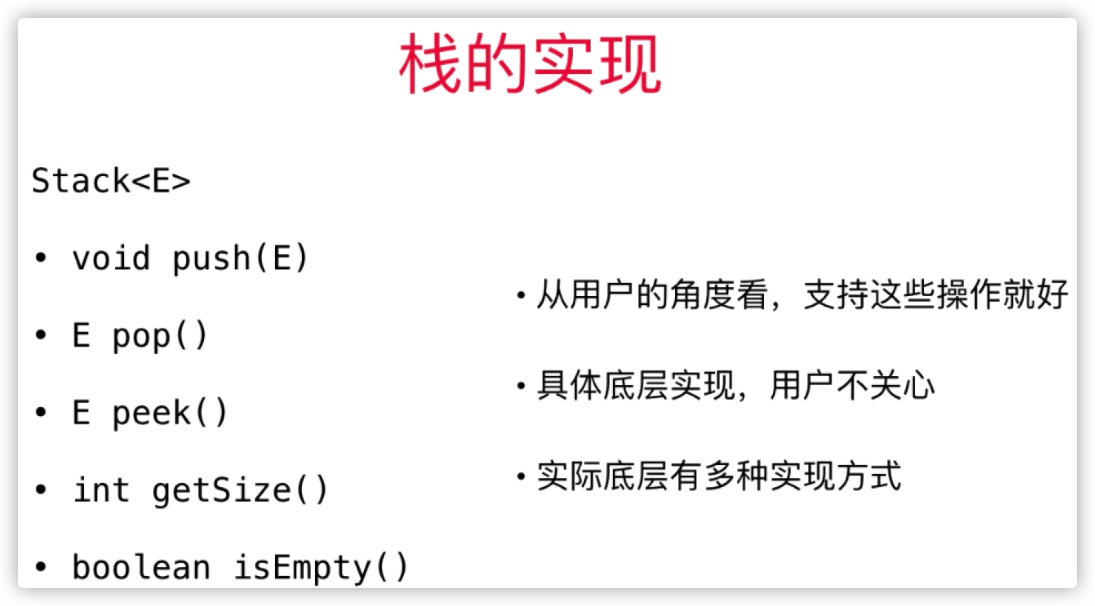 栈的实现
Stack<E>
• void push(E)
• E pop()
• E peek()
• int getSize()
• boolean isEmpty()
• 从用户的角度看，支持这些操作就好
• 具体底层实现，用户不关心
• 实际底层有多种实现方式